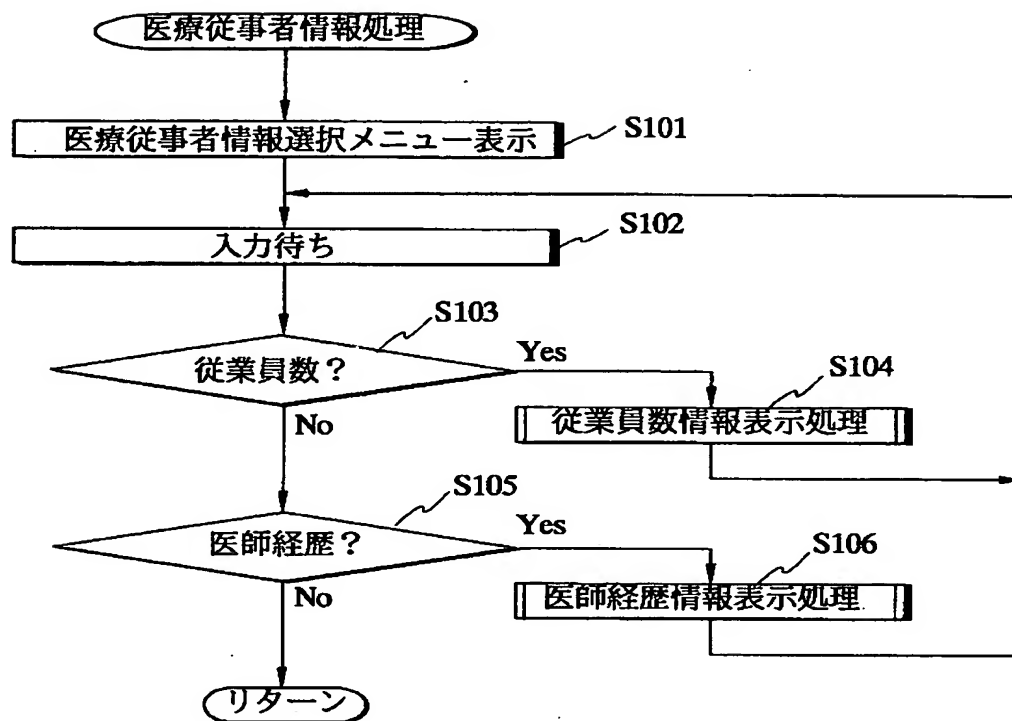 医療従事者情報処理
医療従事者情報選択メニュー表示
S101
入力待ち
S102
S103
従業員数？
Yes
No
S104
従業員数情報表示処理
S105
医師経歴？
Yes
No
S106
医師経歴情報表示処理
リターン